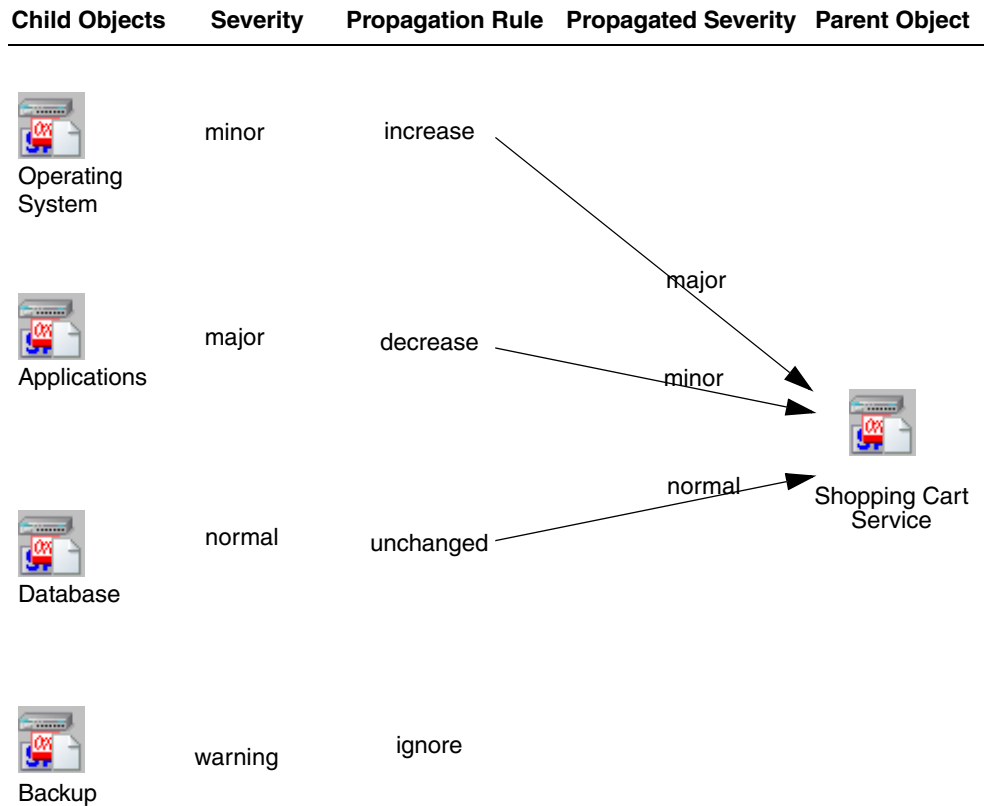 Child Objects Severity Propagation Rule Propagated Severity Parent Object
minor increase
Operating
System
major
major decrease
Applications
minor
normal
Shopping Cart
Service
normal unchanged
Database
warning ignore
Backup